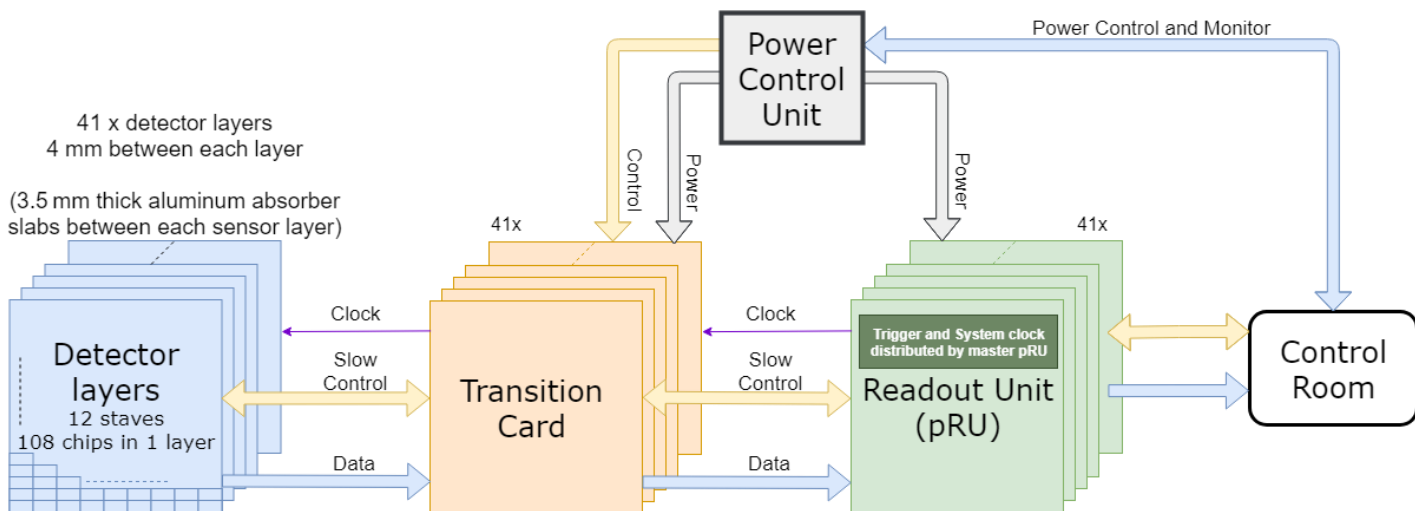 Power Control and Monitor
Power
Control
Unit
41 x detector layers
4 mm between each layer
(3.5 mm thick aluminum absorber
slabs between each sensor layer)
Control
Power
Power
41x
41x
Clock
Clock
Trigger and System clock
distributed by master pRU
Detector
layers
12 staves
108 chips in 1 layer
Slow
Control
Transition
Card
Slow
Control
Readout Unit
(pRU)
Control
Room
Data
Data